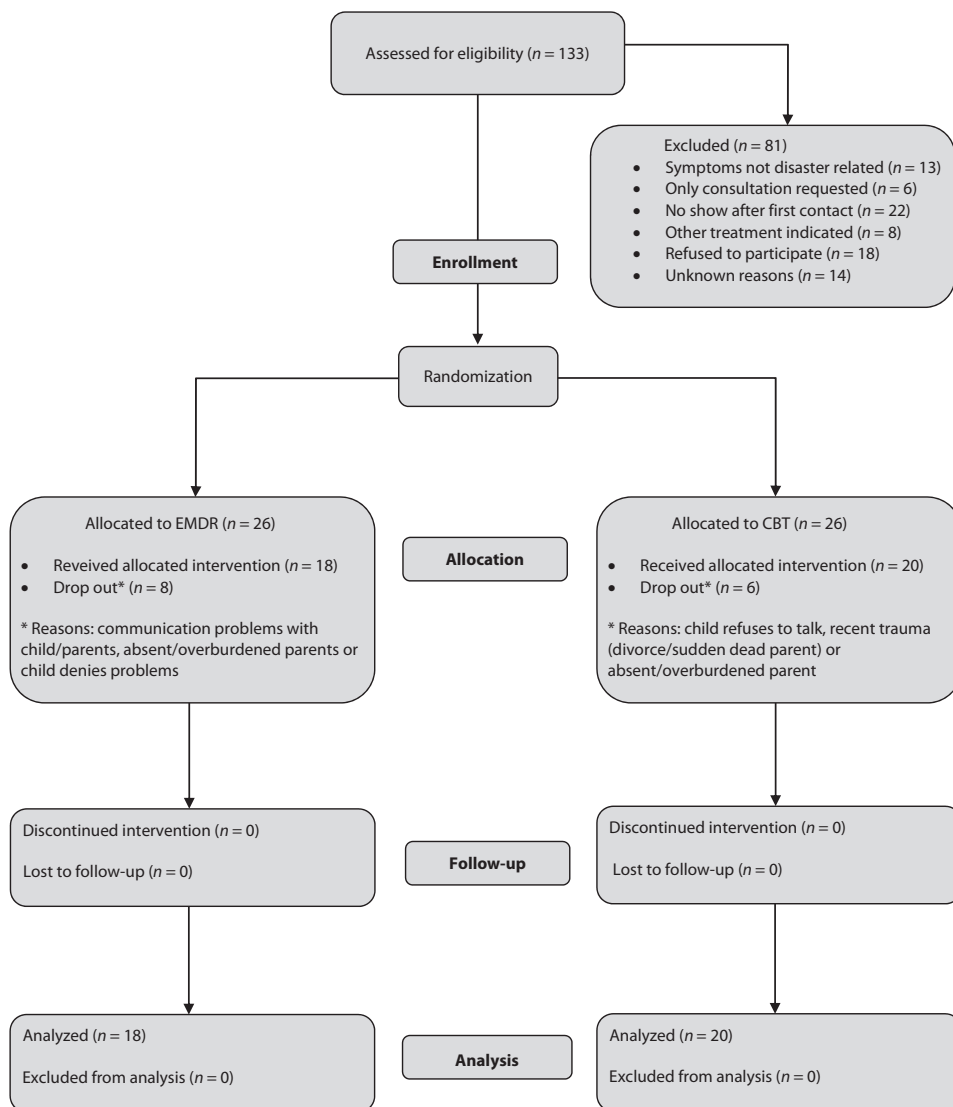 Assessed for eligibility (n = 133)
Excluded (n = 81)
• Symptoms not disaster related (n = 13)
• Only consultation requested (n = 6)
• No show after first contact (n = 22)
• Other treatment indicated (n = 8)
• Refused to participate (n = 18)
• Unknown reasons (n = 14)
Enrollment
Randomization
Allocated to EMDR (n = 26)
• Reveived allocated intervention (n = 18)
• Drop out* (n = 8)
* Reasons: communication problems with
child/parents, absent/overburdened parents or
child denies problems
Allocation
Allocated to CBT (n = 26)
• Received allocated intervention (n = 20)
• Drop out* (n = 6)
* Reasons: child refuses to talk, recent trauma
(divorce/sudden dead parent) or
absent/overburdened parent
Discontinued intervention (n = 0)
Lost to follow-up (n = 0)
Follow-up
Discontinued intervention (n = 0)
Lost to follow-up (n = 0)
Analyzed (n = 18)
Excluded from analysis (n = 0)
Analysis
Analyzed (n = 20)
Excluded from analysis (n = 0)